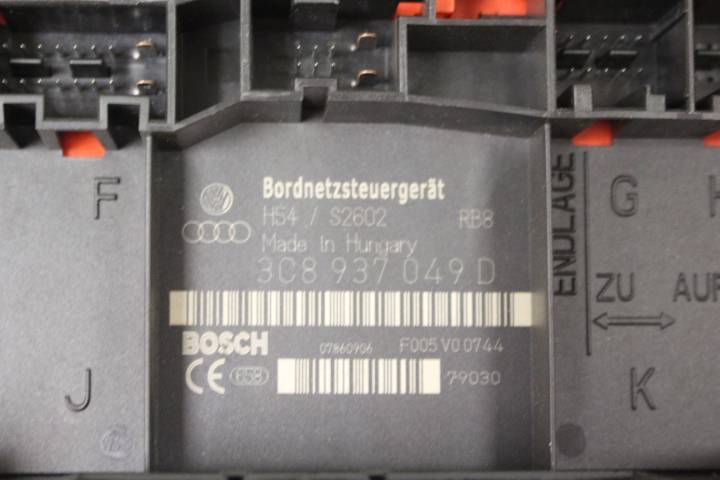 F
Bordnetzsteuergerät
H54 / S2602 RB8
Made in Hungary
3C8 937 049 D
BOSCH 07860906 F005 V0 0744
CE 79030
J
ENDLAGE
G
ZU AUF
K